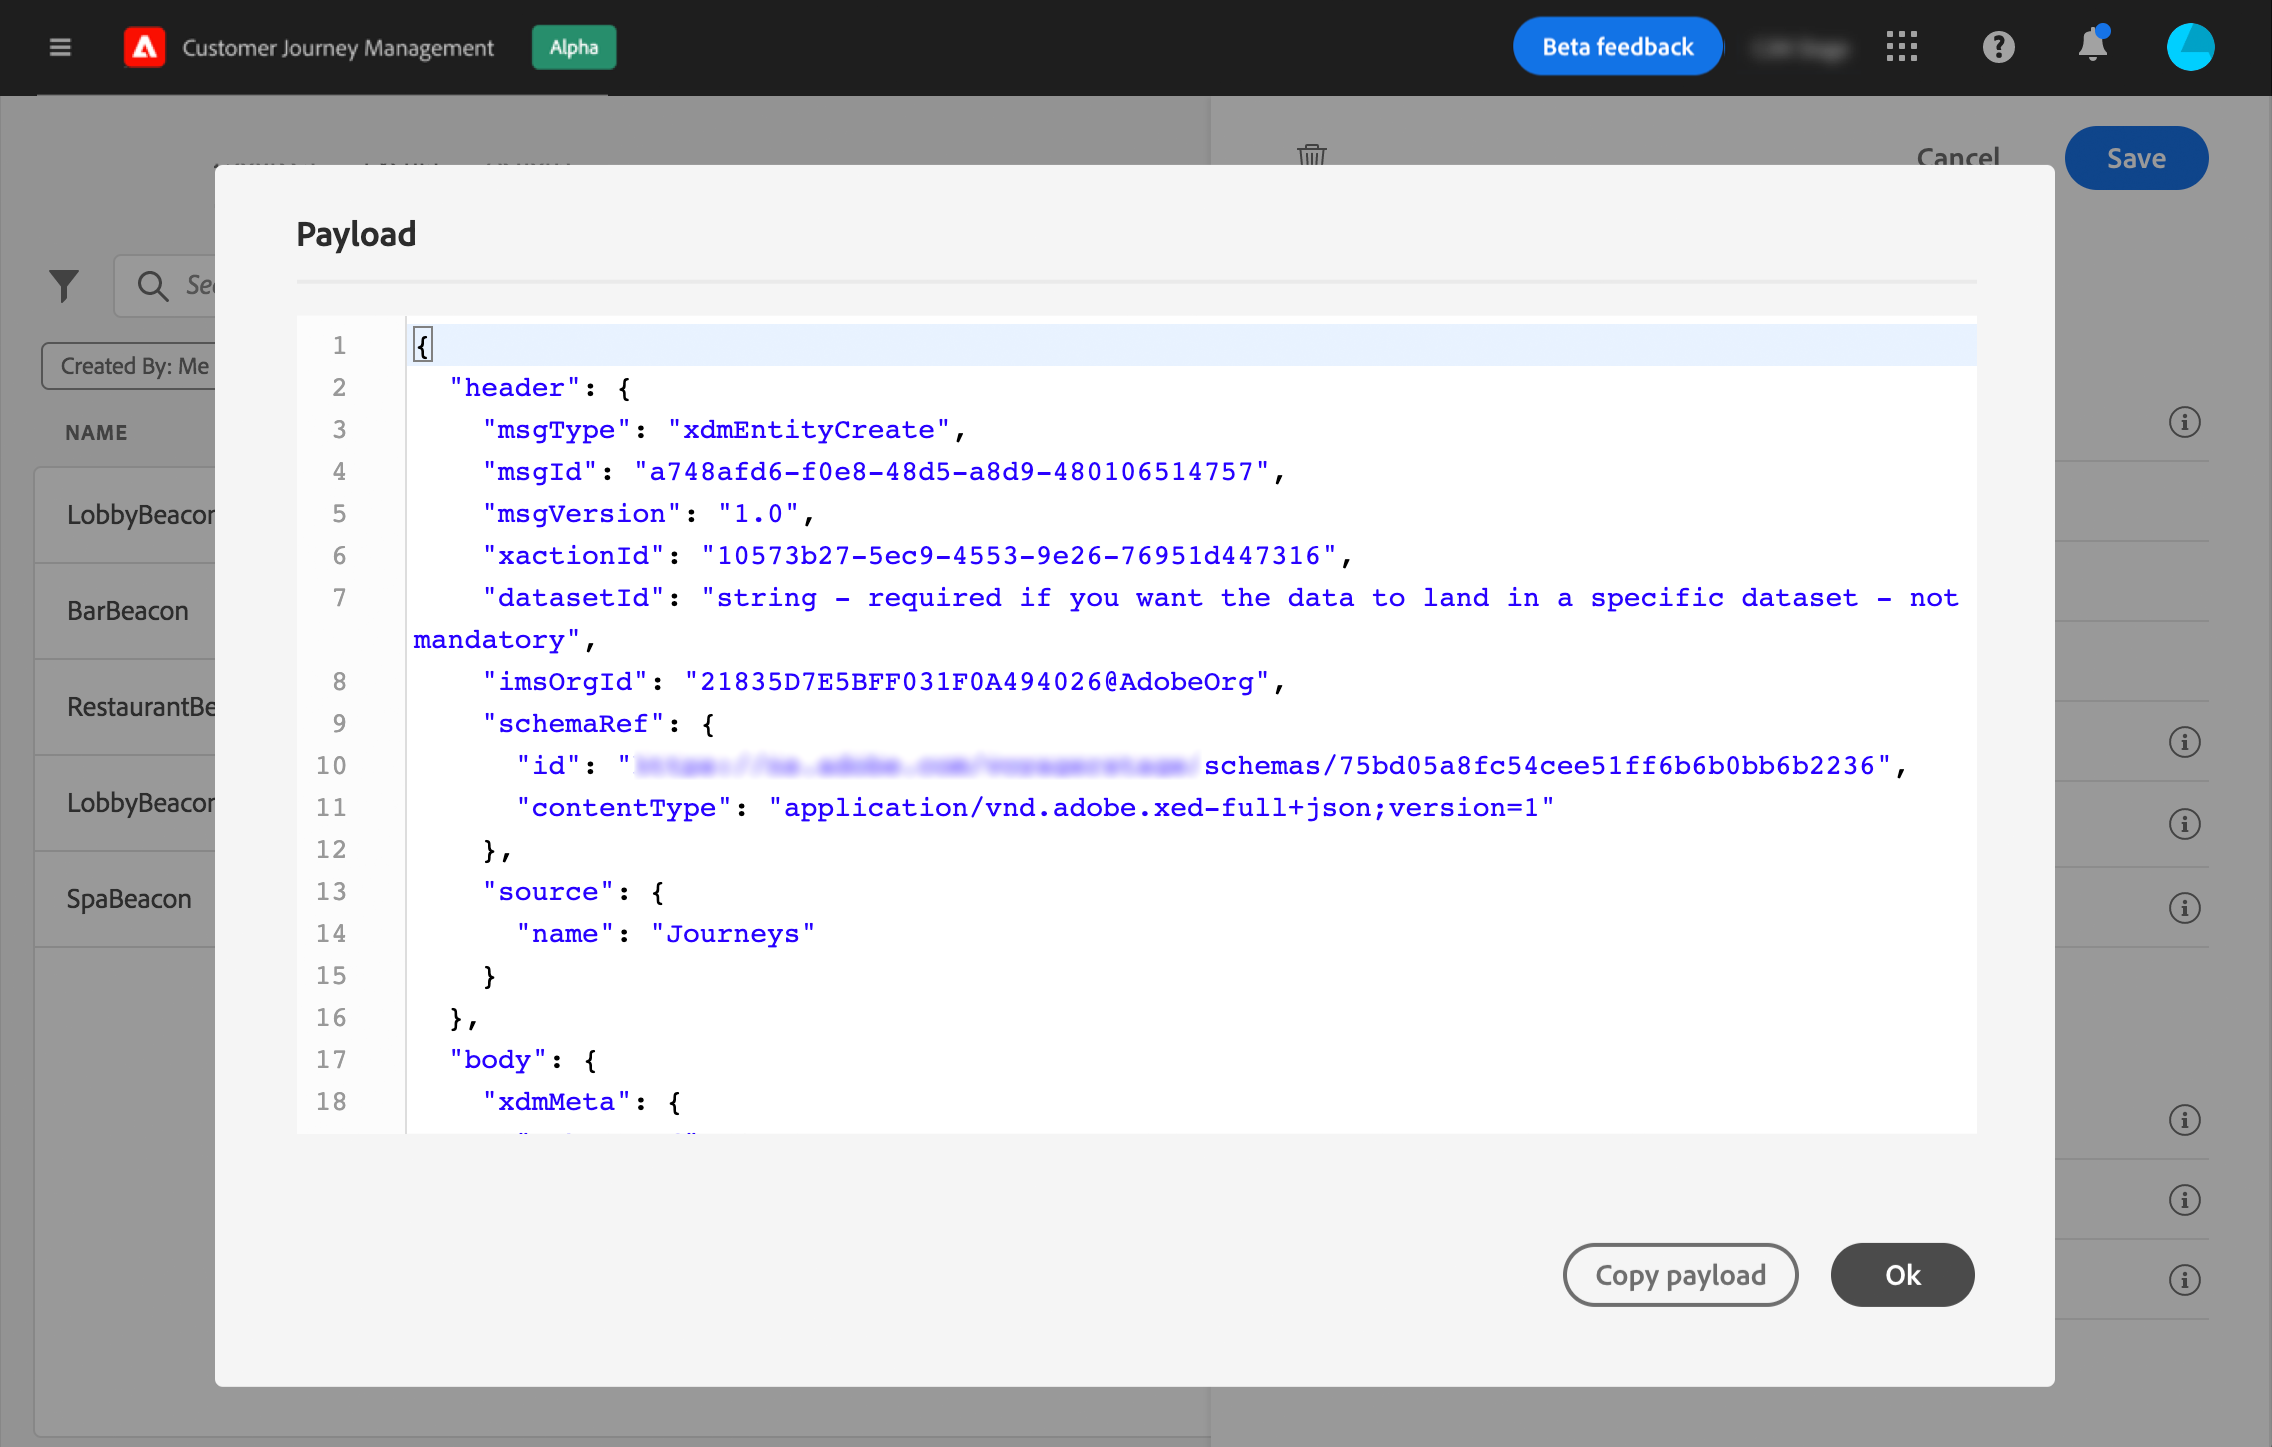 Customer Journey Management
Alpha
Beta feedback
Cancel
Save
Payload
Created By: Me
NAME
LobbyBeacon
BarBeacon
RestaurantBe
LobbyBeacon
SpaBeacon
1 {
2 "header": {
3 "msgType": "xdmEntityCreate",
4 "msgId": "a748afd6-f0e8-48d5-a8d9-480106514757",
5 "msgVersion": "1.0",
6 "xactionId": "10573b27-5ec9-4553-9e26-76951d447316",
7 "datasetId": "string - required if you want the data to land in a specific dataset - not
mandatory",
8 "imsOrgId": "21835D7E5BFF031F0A494026@AdobeOrg",
9 "schemaRef": {
10 "id": " schemas/75bd05a8fc54cee51ff6b6b0bb6b2236",
11 "contentType": "application/vnd.adobe.xed-full+json;version=1"
12 },
13 "source": {
14 "name": "Journeys"
15 }
16 },
17 "body": {
18 "xdmMeta": {
Copy payload
Ok